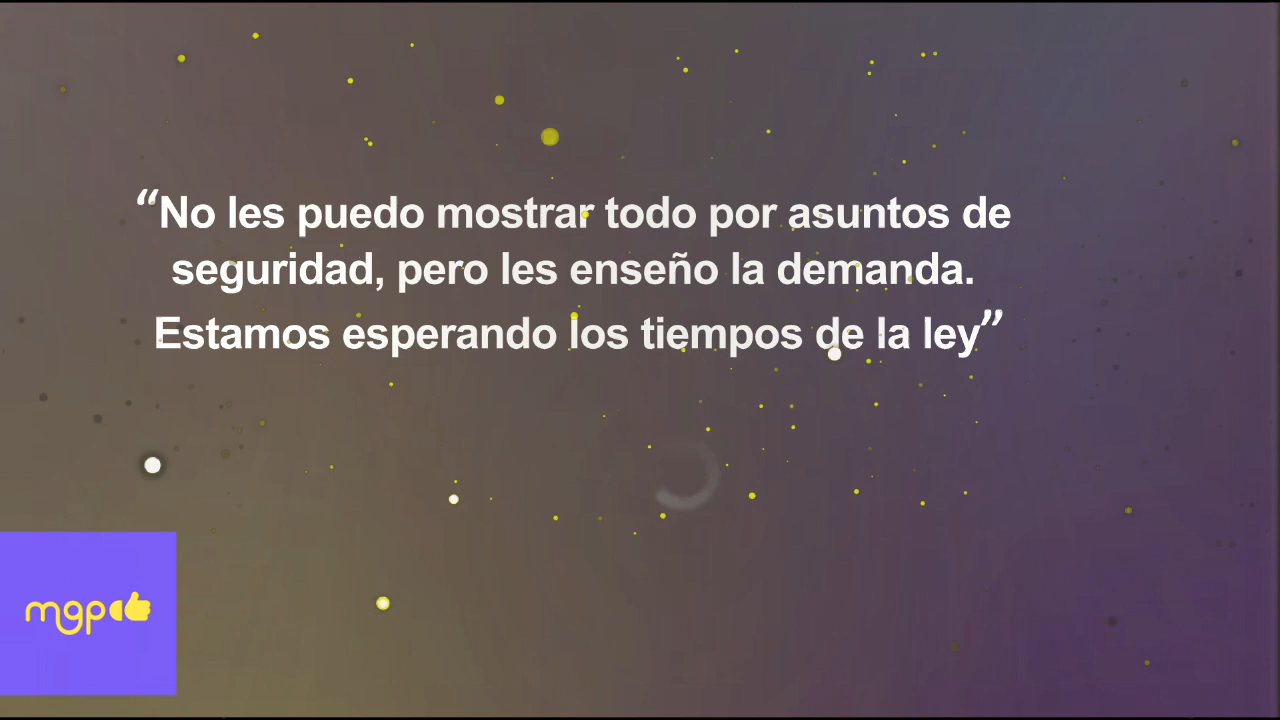 “No les puedo mostrar todo por asuntos de
seguridad, pero les enseño la demanda.
Estamos esperando los tiempos de la ley”
mgp